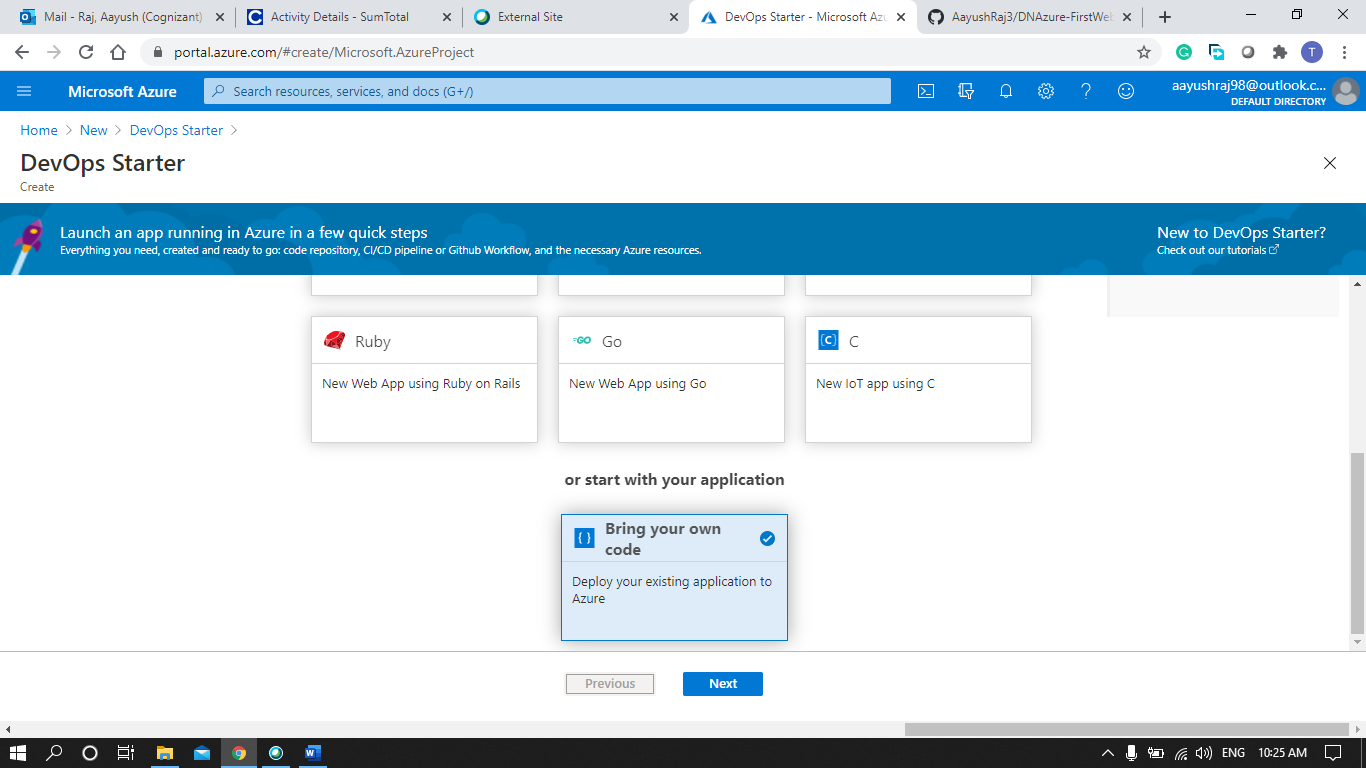 Mail - Raj, Aayush (Cognizant)
Activity Details - SumTotal
External Site
DevOps Starter - Microsoft Azu
AayushRaj3/DNAzure-FirstWeb
portal.azure.com/#create/Microsoft.AzureProject
T
Microsoft Azure
Search resources, services, and docs (G+/)
aayushraj98@outlook.c...
DEFAULT DIRECTORY
Home > New > DevOps Starter >
DevOps Starter
Create
Launch an app running in Azure in a few quick steps
Everything you need, created and ready to go: code repository, CI/CD pipeline or Github Workflow, and the necessary Azure resources.
New to DevOps Starter?
Check out our tutorials
Ruby
New Web App using Ruby on Rails
GO
Go
New Web App using Go
{C}
C
New IoT app using C
or start with your application
{ }
Bring your own
code
Deploy your existing application to
Azure
Previous
Next
ENG
10:25 AM